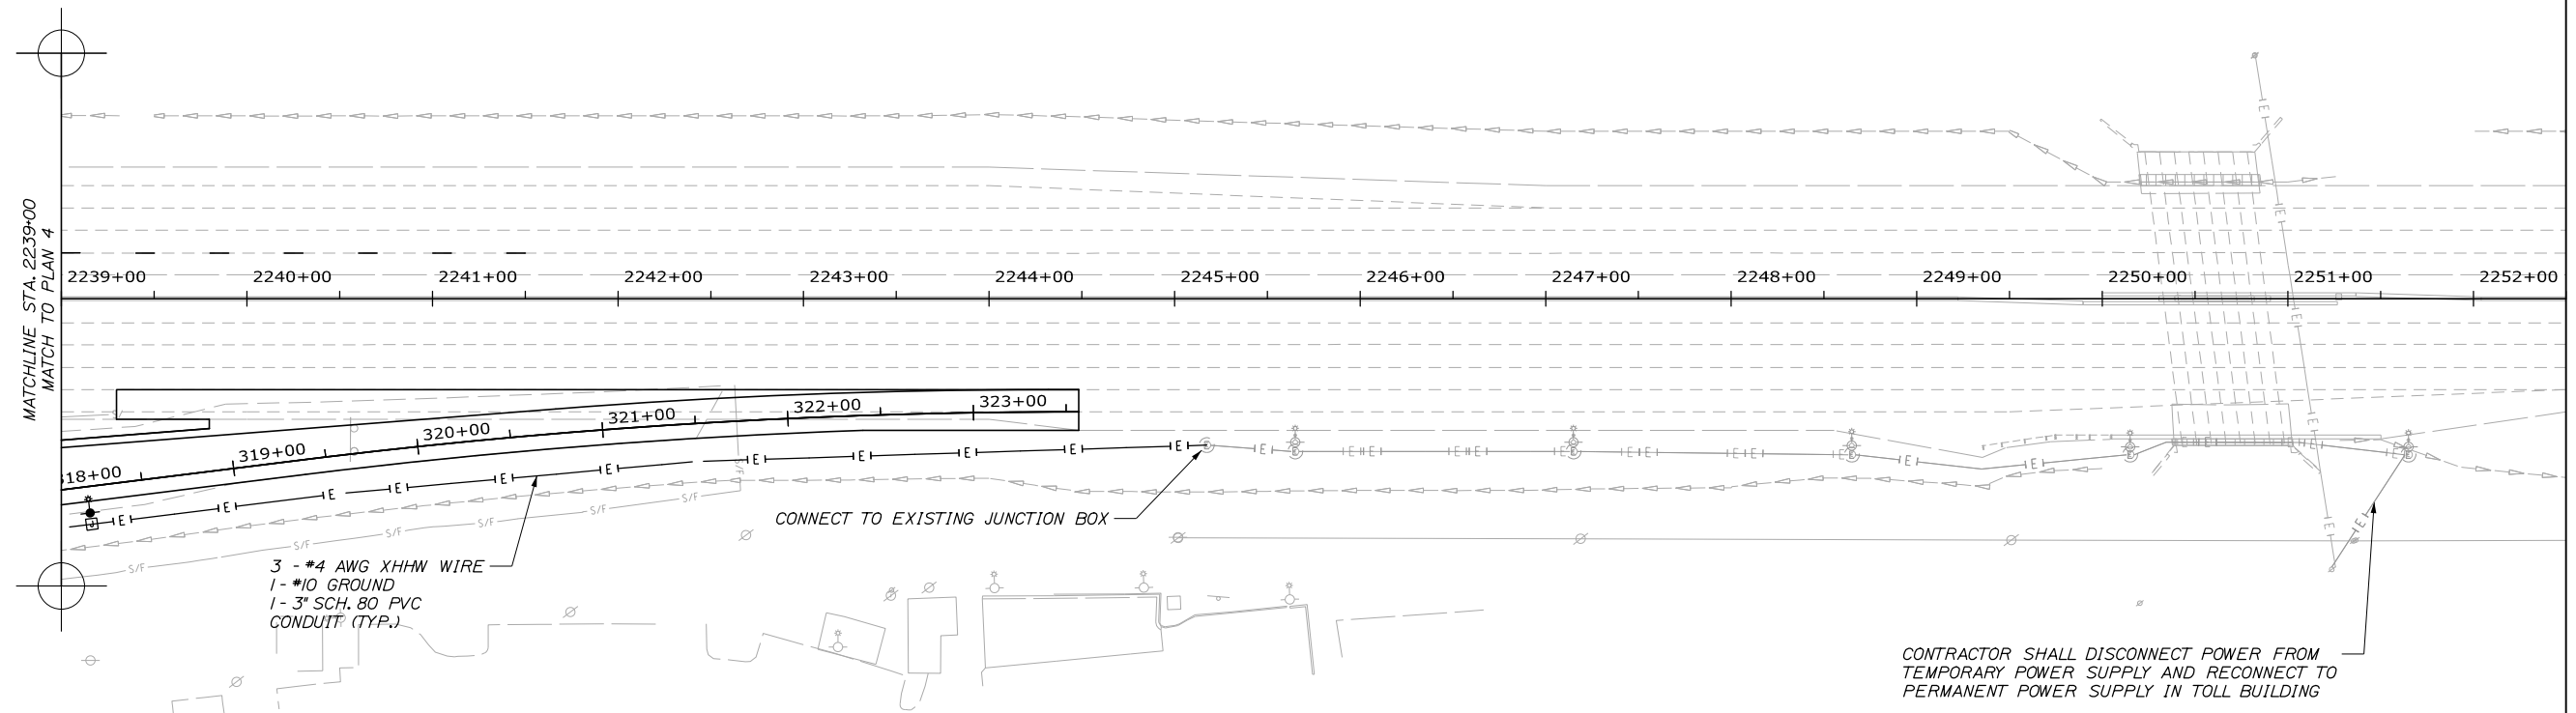 MATCHLINE STA. 2239+00
MATCH TO PLAN 4
2239+00 2240+00 2241+00 2242+00 2243+00 2244+00 2245+00 2246+00 2247+00 2248+00 2249+00 2250+00 2251+00 2252+00
318+00 319+00 320+00 321+00 322+00 323+00
E E E E E E E E E E E E E E E E E E E E E E
J
CONNECT TO EXISTING JUNCTION BOX
S/F S/F S/F S/F S/F S/F S/F
3 - #4 AWG XHHW WIRE
1 - #10 GROUND
1 - 3" SCH. 80 PVC
CONDUIT (TYP.)
CONTRACTOR SHALL DISCONNECT POWER FROM
TEMPORARY POWER SUPPLY AND RECONNECT TO
PERMANENT POWER SUPPLY IN TOLL BUILDING